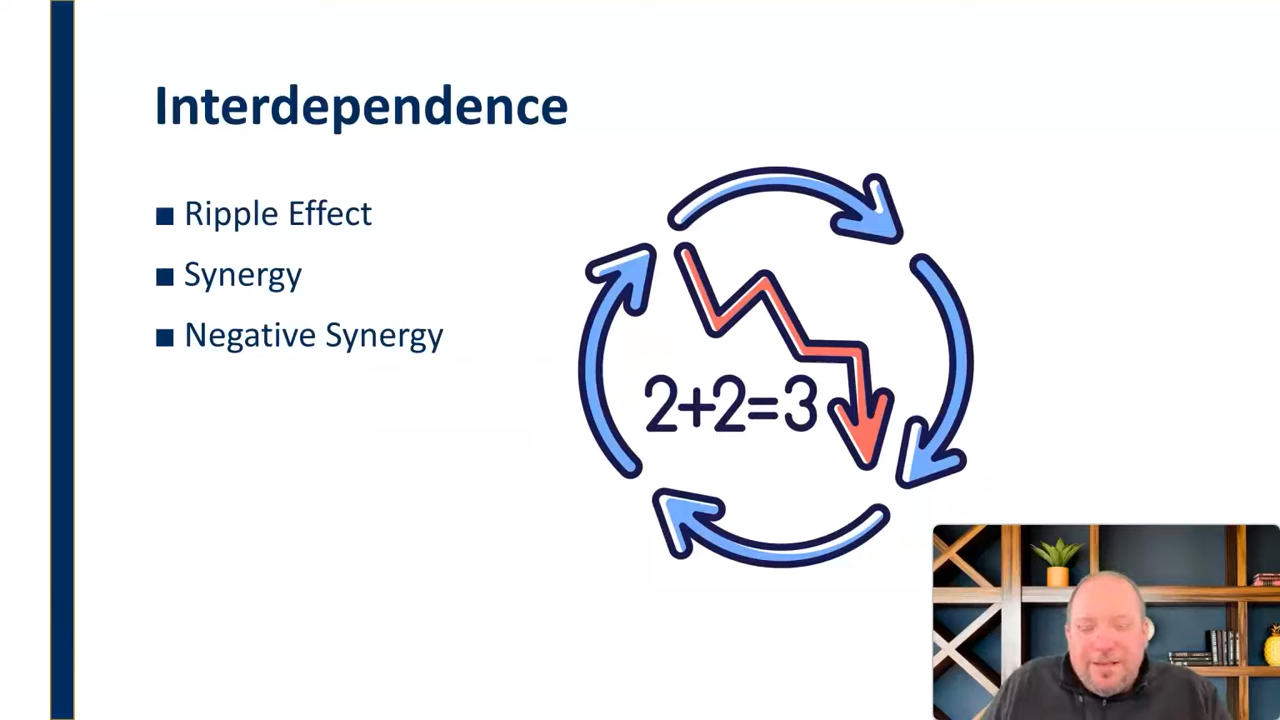 Interdependence
■ Ripple Effect
■ Synergy
■ Negative Synergy
2+2=3